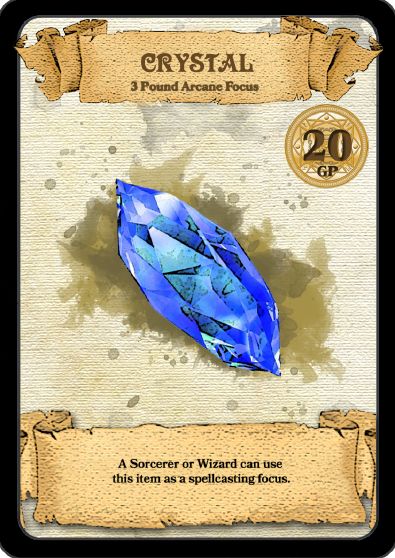 CRYSTAL
3 Pound Arcane Focus
20
GP
A Sorcerer or Wizard can use
this item as a spellcasting focus.